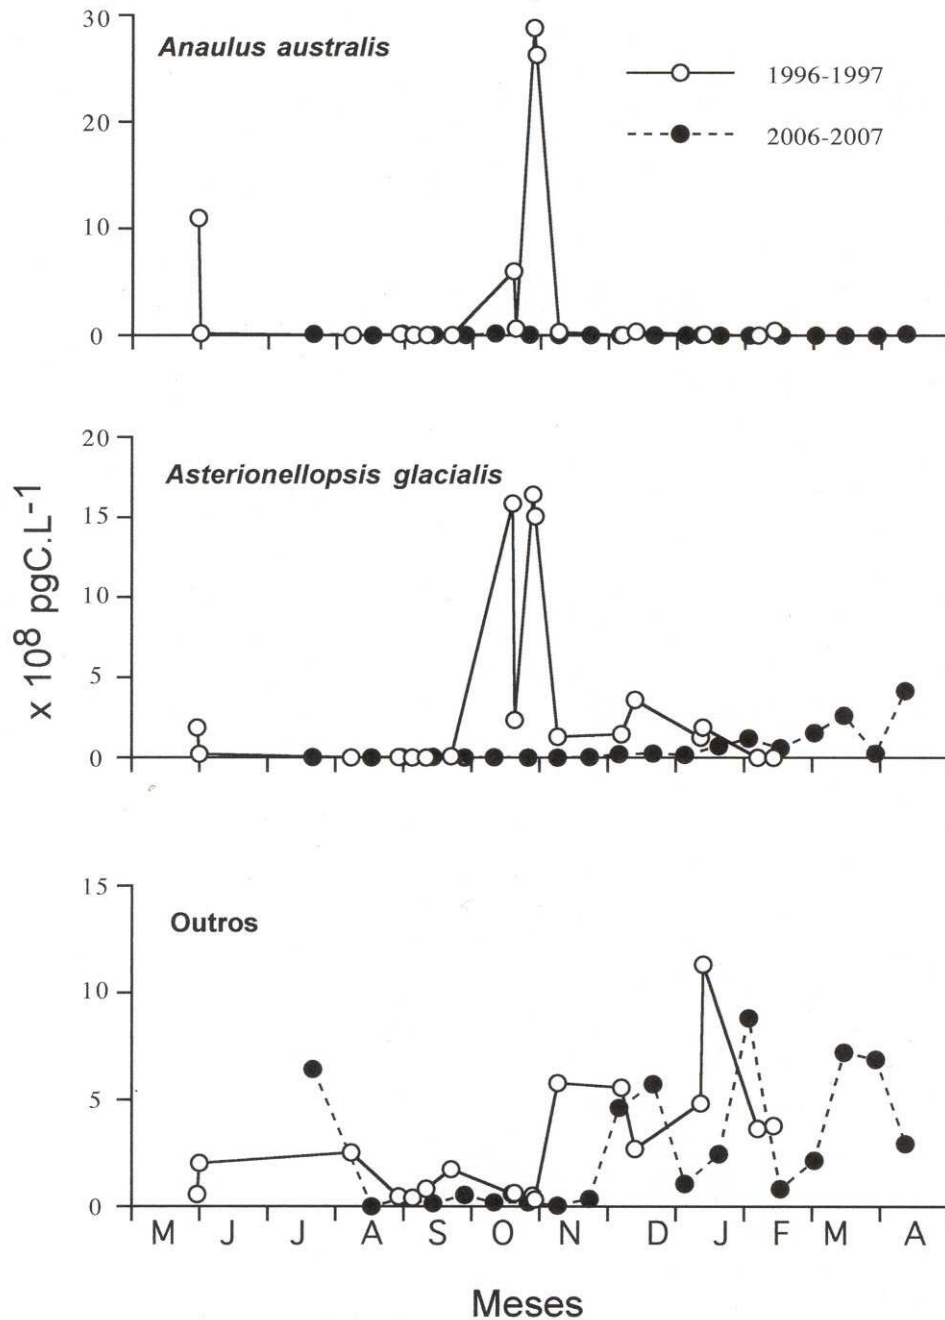 30
Anaulus australis
1996-1997
20
2006-2007
10
0
20
Asterionellopsis glacialis
15
10
5
0
x 10⁸ pgC.L⁻¹
15
Outros
10
5
0
M J J A S O N D J F M A
Meses